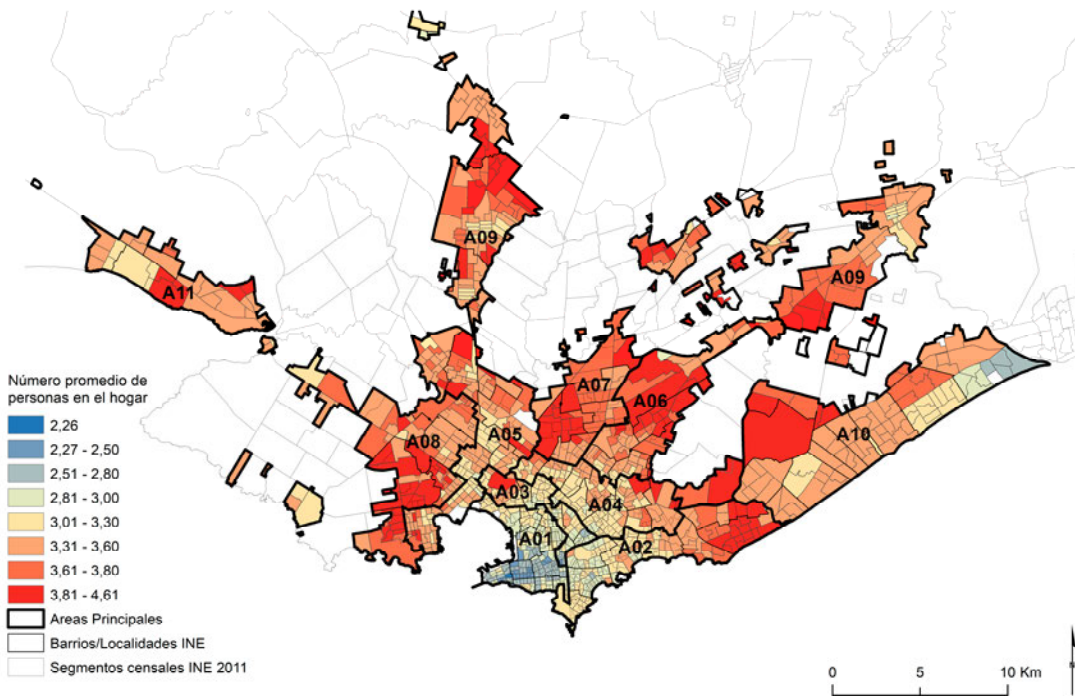 A09
A09
A11
A07
A06
A10
A08
A05
A03
A04
A01
A02
Número promedio de
personas en el hogar
2,26
2,27 - 2,50
2,51 - 2,80
2,81 - 3,00
3,01 - 3,30
3,31 - 3,60
3,61 - 3,80
3,81 - 4,61
Areas Principales
Barrios/Localidades INE
Segmentos censales INE 2011
N
0 5 10 Km